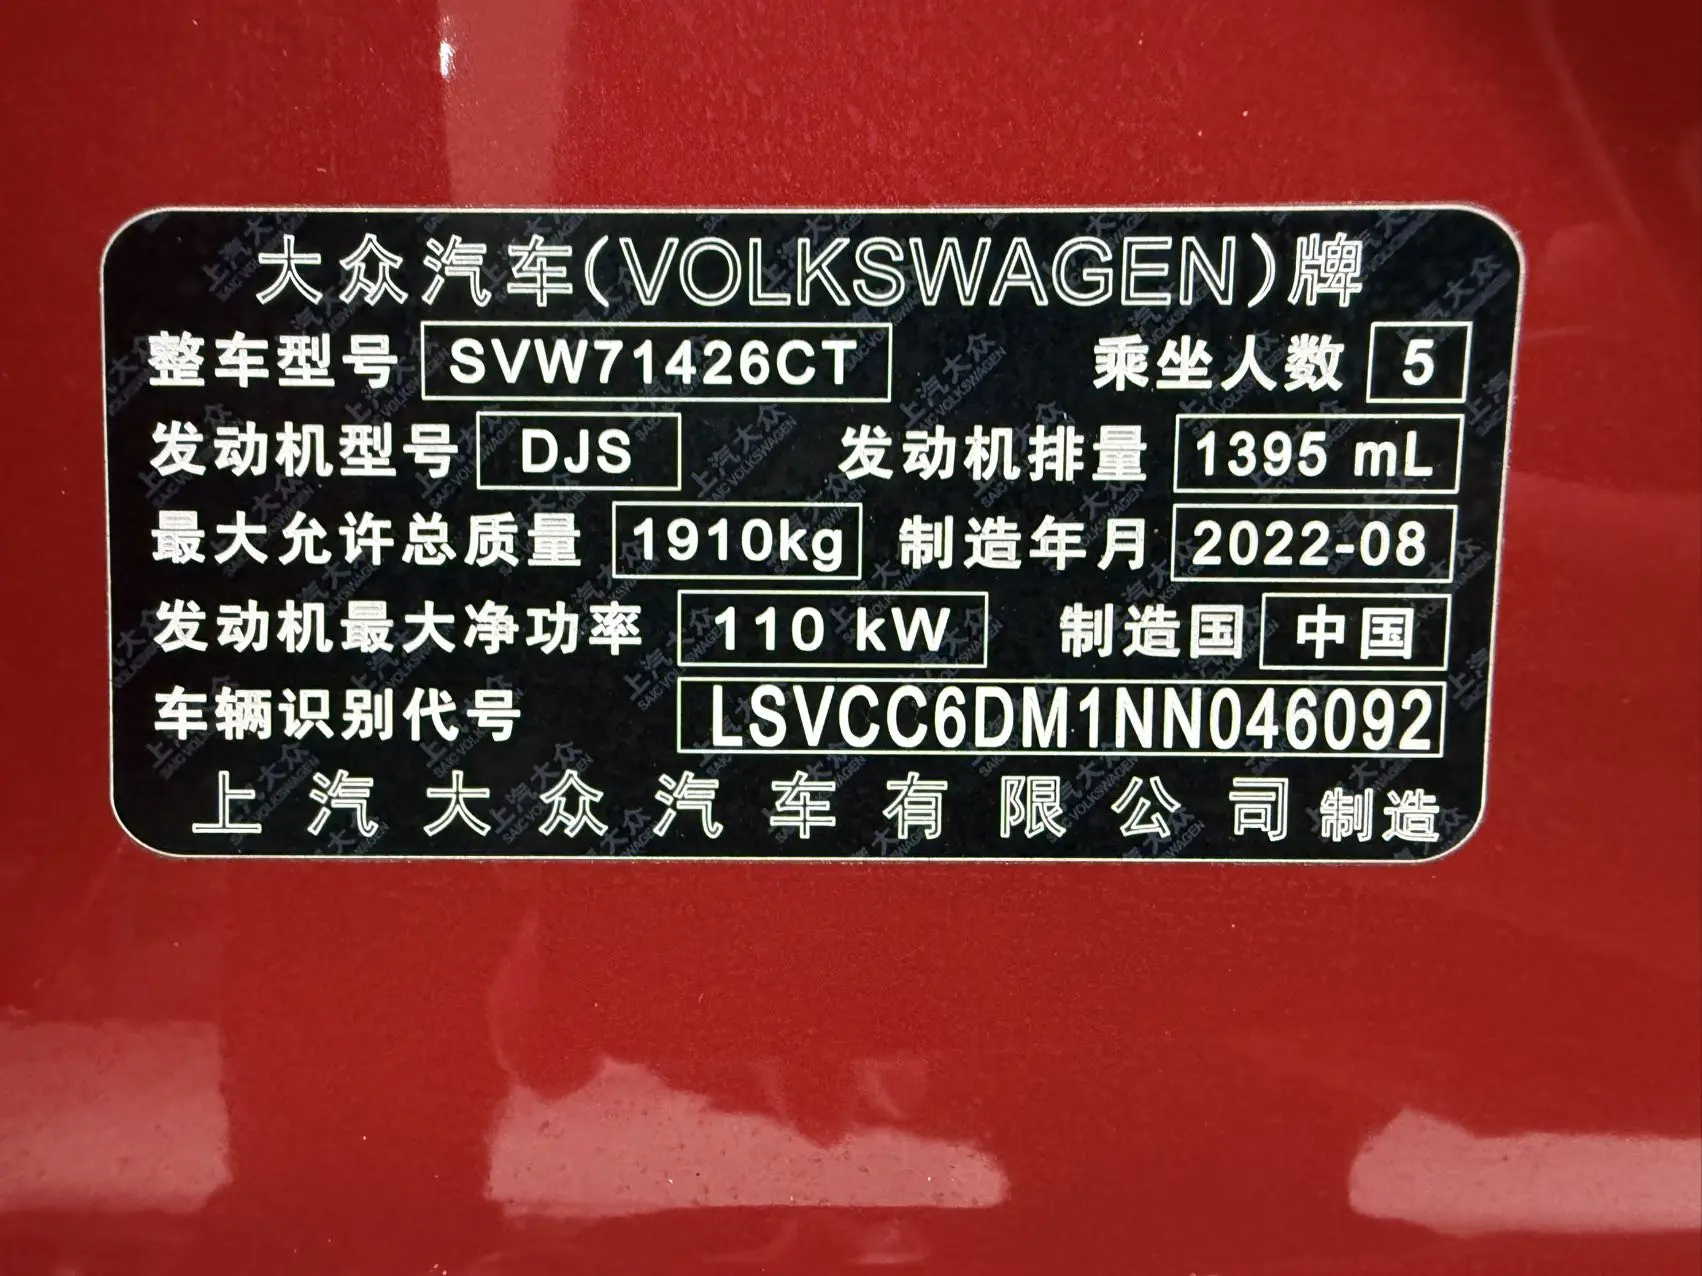 大众汽车(VOLKSWAGEN)牌
整车型号 SVW71426CT 乘坐人数 5
发动机型号 DJS 发动机排量 1395 mL
最大允许总质量 1910kg 制造年月 2022-08
发动机最大净功率 110 kW 制造国 中国
车辆识别代号 LSVCC6DM1NN046092
上汽大众汽车有限公司制造